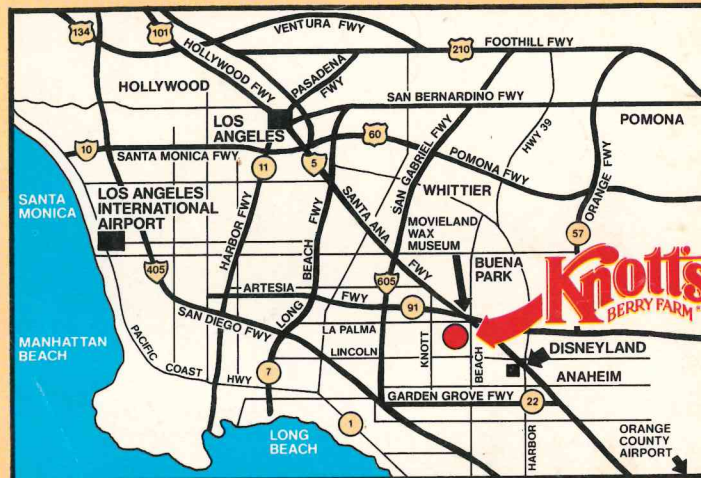 134
101
VENTURA FWY
HOLLYWOOD FWY
PASADENA
FWY
210
FOOTHILL FWY
HOLLYWOOD
SAN BERNARDINO FWY
LOS
ANGELES
60
HWY 39
POMONA
10
SANTA MONICA FWY
11
5
SAN GABRIEL FWY
POMONA FWY
ORANGE FWY
SANTA
MONICA
LOS ANGELES
INTERNATIONAL
AIRPORT
HARBOR FWY
LONG BEACH FWY
SANTA ANA FWY
WHITTIER
MOVIELAND
WAX
MUSEUM
57
BUENA
PARK
Knott's
BERRY FARM
405
605
ARTESIA FWY
91
SAN DIEGO FWY
LA PALMA
LINCOLN
KNOTT
BEACH
DISNEYLAND
ANAHEIM
MANHATTAN
BEACH
PACIFIC COAST HWY
7
GARDEN GROVE FWY
22
1
LONG
BEACH
HARBOR
ORANGE
COUNTY
AIRPORT